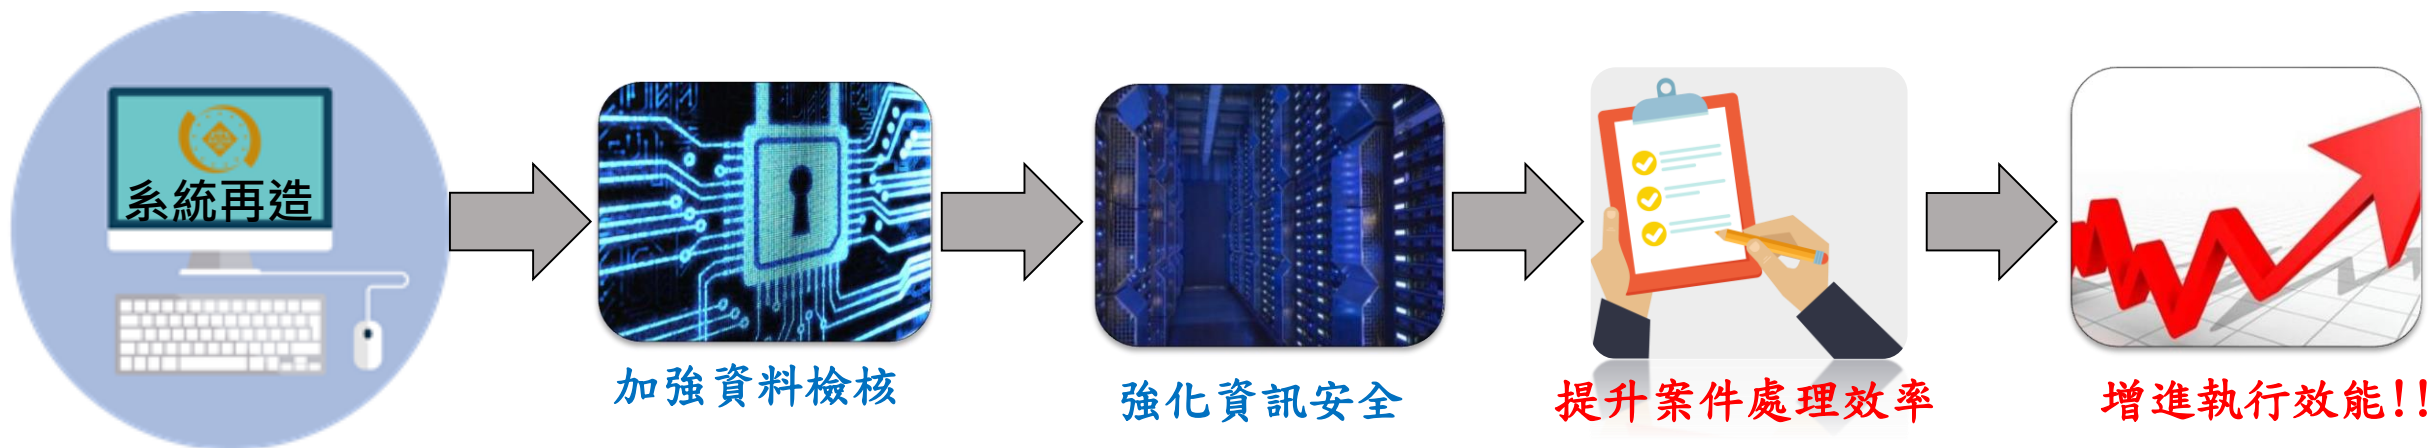 系統再造
加強資料檢核
強化資訊安全
提升案件處理效率
增進執行效能!!